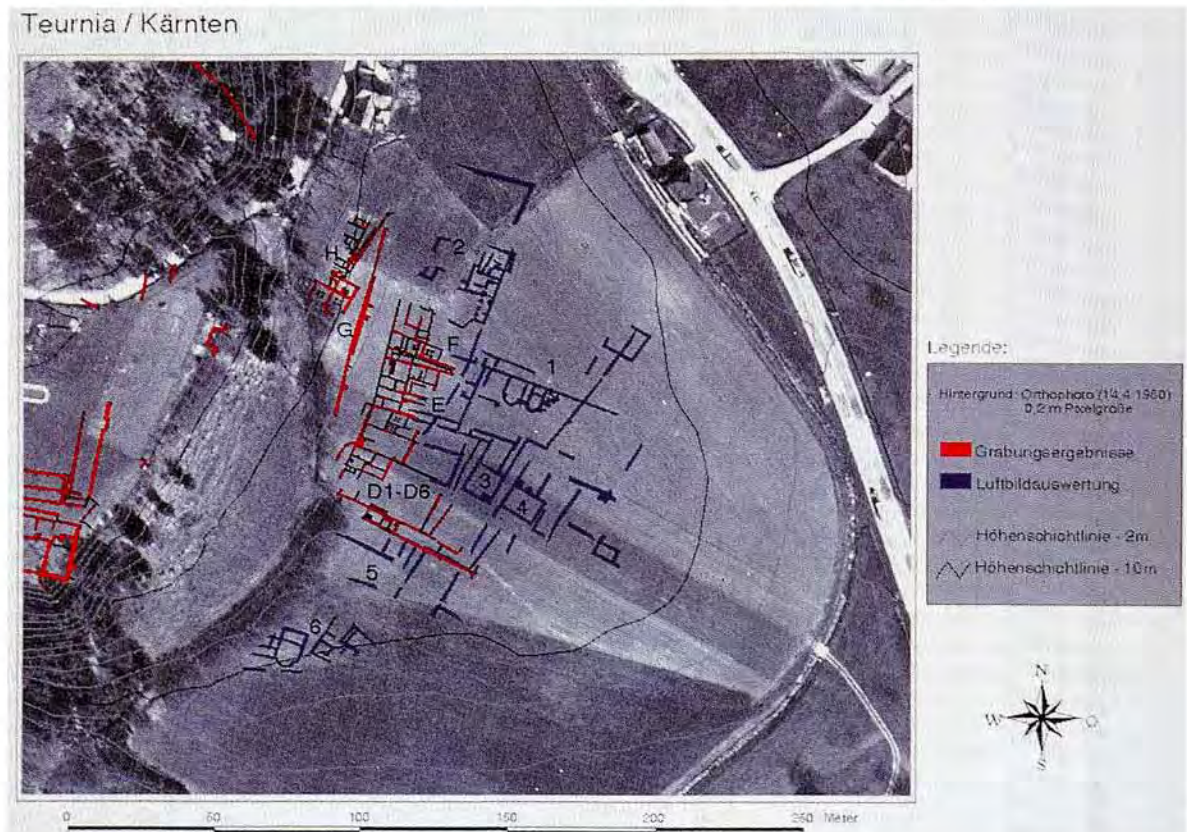 Teurnia / Kärnten
H
2
G
F
1
E
3
D1-D6
4
5
6
Legende:
Hintergrund: Orthophoto (14.4.1980)
0,2 m Pixelgröße
Grabungsergebnisse
Luftbildauswertung
Höhenschichtlinie - 2m
Höhenschichtlinie - 10m
N
W O
S
0 50 100 150 200 250 Meter